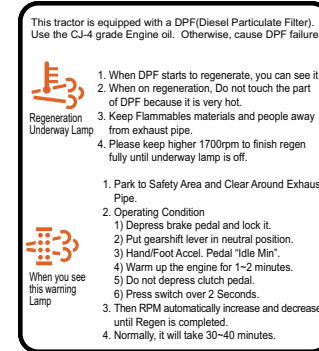 This tractor is equipped with a DPF(Diesel Particulate Filter).
Use the CJ-4 grade Engine oil. Otherwise, cause DPF failure
Regeneration
Underway Lamp
1. When DPF starts to regenerate, you can see it
2. When on regeneration, Do not touch the part
of DPF because it is very hot.
3. Keep Flammables materials and people away
from exhaust pipe.
4. Please keep higher 1700rpm to finish regen
fully until underway lamp is off.
When you see
this warning
Lamp
1. Park to Safety Area and Clear Around Exhaus
Pipe.
2. Operating Condition
1) Depress brake pedal and lock it.
2) Put gearshift lever in neutral position.
3) Hand/Foot Accel. Pedal “Idle Min”.
4) Warm up the engine for 1~2 minutes.
5) Do not depress clutch pedal.
6) Press switch over 2 Seconds.
3. Then RPM automatically increase and decrease
until Regen is completed.
4. Normally, it will take 30~40 minutes.